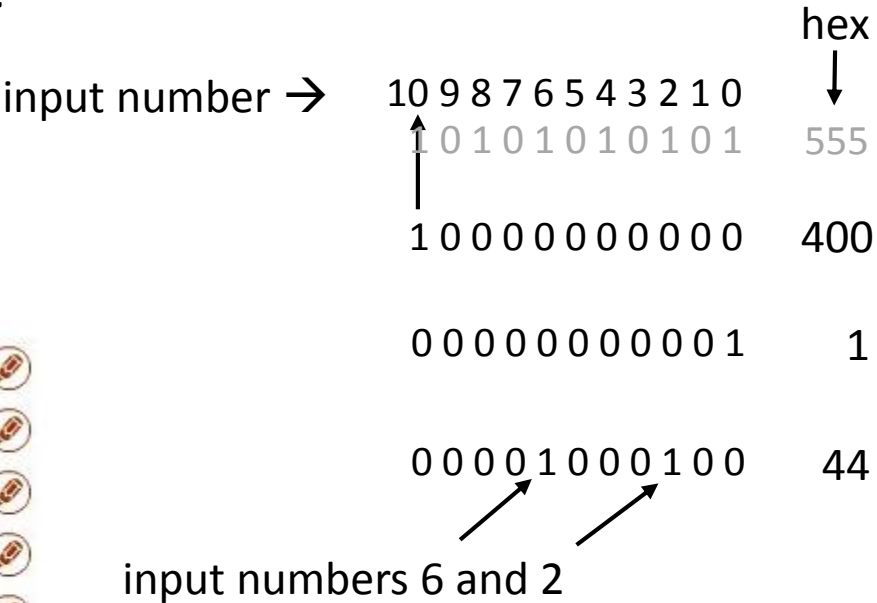 hex
input number → 10 9 8 7 6 5 4 3 2 1 0
1 0 1 0 1 0 1 0 1 0 1 555
1 0 0 0 0 0 0 0 0 0 0 400
0 0 0 0 0 0 0 0 0 0 1 1
0 0 0 0 1 0 0 0 1 0 0 44
input numbers 6 and 2